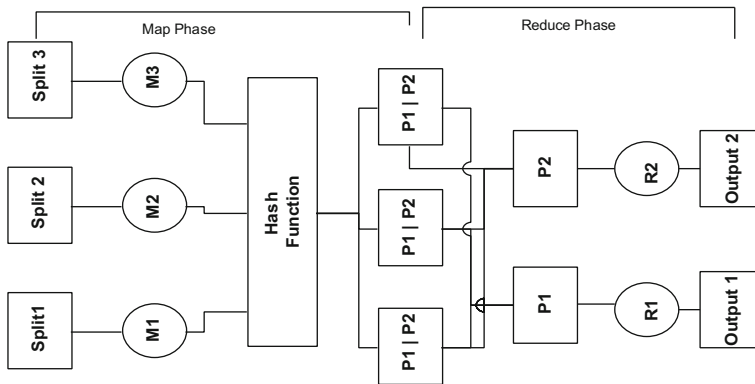 Map Phase
Reduce Phase
Split 3
M3
P1 | P2
Split 2
M2
Hash
Function
P1 | P2
P2
R2
Output 2
Split1
M1
P1 | P2
P1
R1
Output 1